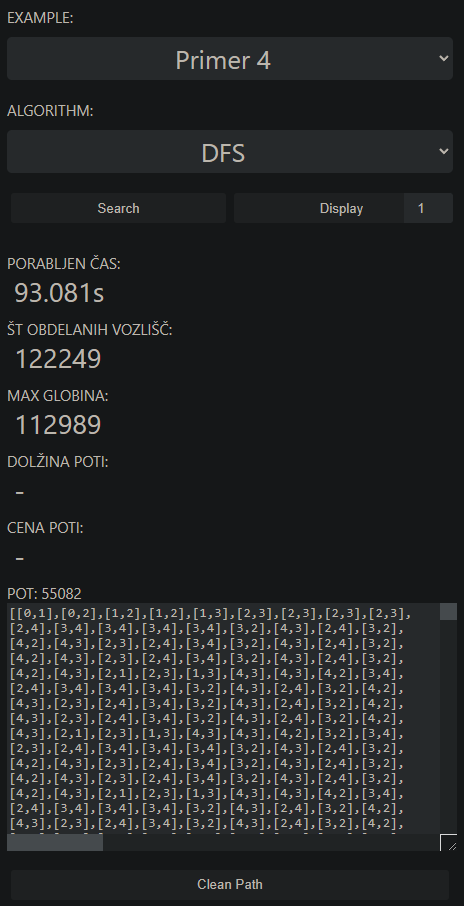 EXAMPLE:
Primer 4
ALGORITHM:
DFS
Search
Display
1
PORABLJEN ČAS:
93.081s
ŠT OBDELANIH VOZLIŠČ:
122249
MAX GLOBINA:
112989
DOLŽINA POTI:
-
CENA POTI:
-
POT: 55082
[[0,1],[0,2],[1,2],[1,2],[1,3],[2,3],[2,3],[2,3],[2,3],
[2,4],[3,4],[3,4],[3,4],[3,4],[3,2],[4,3],[2,4],[3,2],
[4,2],[4,3],[2,3],[2,4],[3,4],[3,2],[4,3],[2,4],[3,2],
[4,2],[4,3],[2,3],[2,4],[3,4],[3,2],[4,3],[2,4],[3,2],
[4,2],[4,3],[2,1],[2,3],[1,3],[4,3],[4,3],[4,2],[3,4],
[2,4],[3,4],[3,4],[3,4],[3,2],[4,3],[2,4],[3,2],[4,2],
[4,3],[2,3],[2,4],[3,4],[3,2],[4,3],[2,4],[3,2],[4,2],
[4,3],[2,3],[2,4],[3,4],[3,2],[4,3],[2,4],[3,2],[4,2],
[4,3],[2,1],[2,3],[1,3],[4,3],[4,3],[4,2],[3,2],[3,4],
[2,3],[2,4],[3,4],[3,4],[3,4],[3,2],[4,3],[2,4],[3,2],
[4,2],[4,3],[2,3],[2,4],[3,4],[3,2],[4,3],[2,4],[3,2],
[4,2],[4,3],[2,3],[2,4],[3,4],[3,2],[4,3],[2,4],[3,2],
[4,2],[4,3],[2,1],[2,3],[1,3],[4,3],[4,3],[4,2],[3,4],
[2,4],[3,4],[3,4],[3,4],[3,2],[4,3],[2,4],[3,2],[4,2],
[4,3],[2,3],[2,4],[3,4],[3,2],[4,3],[2,4],[3,2],[4,2],
Clean Path